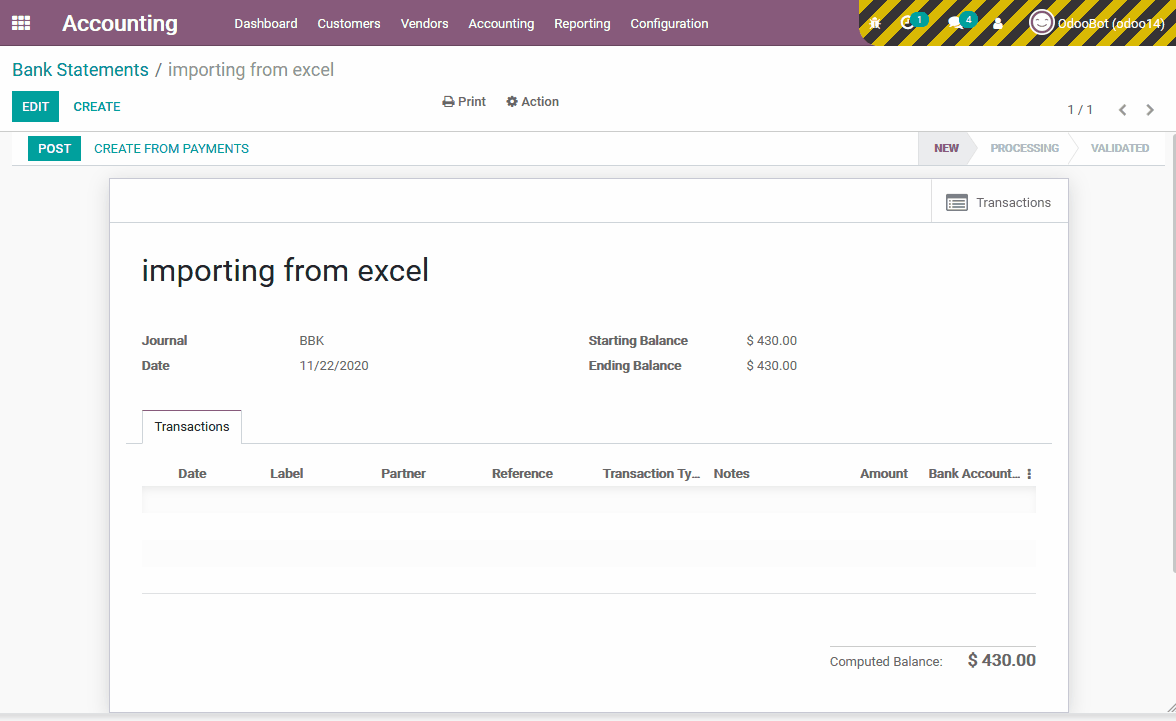 Accounting Dashboard Customers Vendors Accounting Reporting Configuration 1 4 OdooBot (odoo14)
Bank Statements / importing from excel
EDIT CREATE Print Action 1 / 1
POST CREATE FROM PAYMENTS NEW PROCESSING VALIDATED
Transactions
importing from excel
Journal BBK Starting Balance $ 430.00
Date 11/22/2020 Ending Balance $ 430.00
Transactions
Date Label Partner Reference Transaction Ty... Notes Amount Bank Account...
Computed Balance: $ 430.00